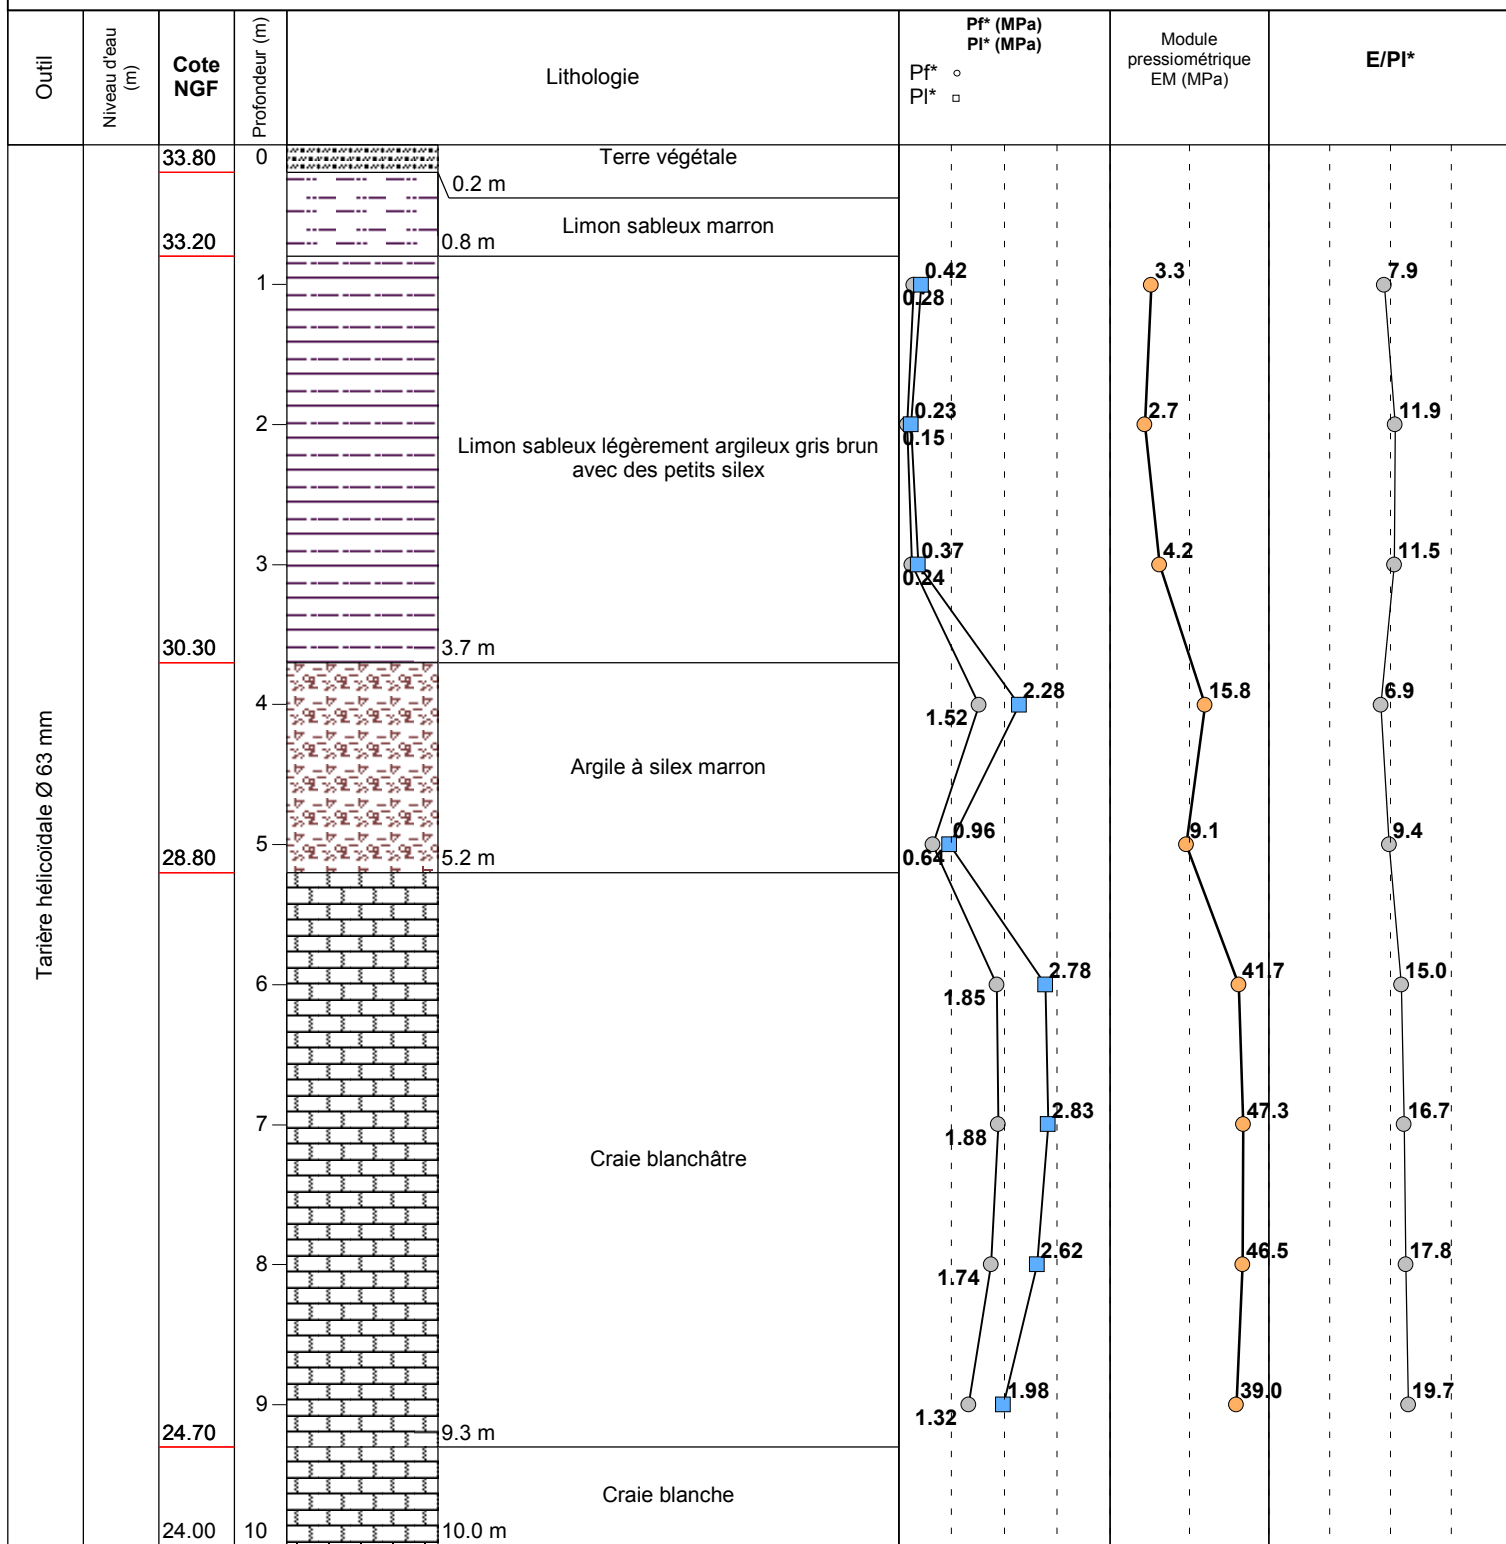 Outil
Niveau d'eau
(m)
Cote
NGF
Profondeur (m)
Lithologie
Pf* (MPa)
Pl* (MPa)
Pf*
Pl*
Module
pressiométrique
EM (MPa)
E/Pl*
33.80
0
Terre végétale
0.2 m
Limon sableux marron
33.20
0.8 m
1
0.42
0.28
3.3
7.9
2
0.23
0.15
2.7
11.9
Limon sableux légèrement argileux gris brun
avec des petits silex
3
0.37
0.24
4.2
11.5
30.30
3.7 m
4
2.28
1.52
15.8
6.9
Argile à silex marron
5
0.96
0.64
9.1
9.4
28.80
5.2 m
Tarière hélicoïdale Ø 63 mm
6
2.78
1.85
41.7
15.0
7
2.83
1.88
47.3
16.7
Craie blanchâtre
8
2.62
1.74
46.5
17.8
9
1.98
1.32
39.0
19.7
24.70
9.3 m
Craie blanche
24.00
10
10.0 m